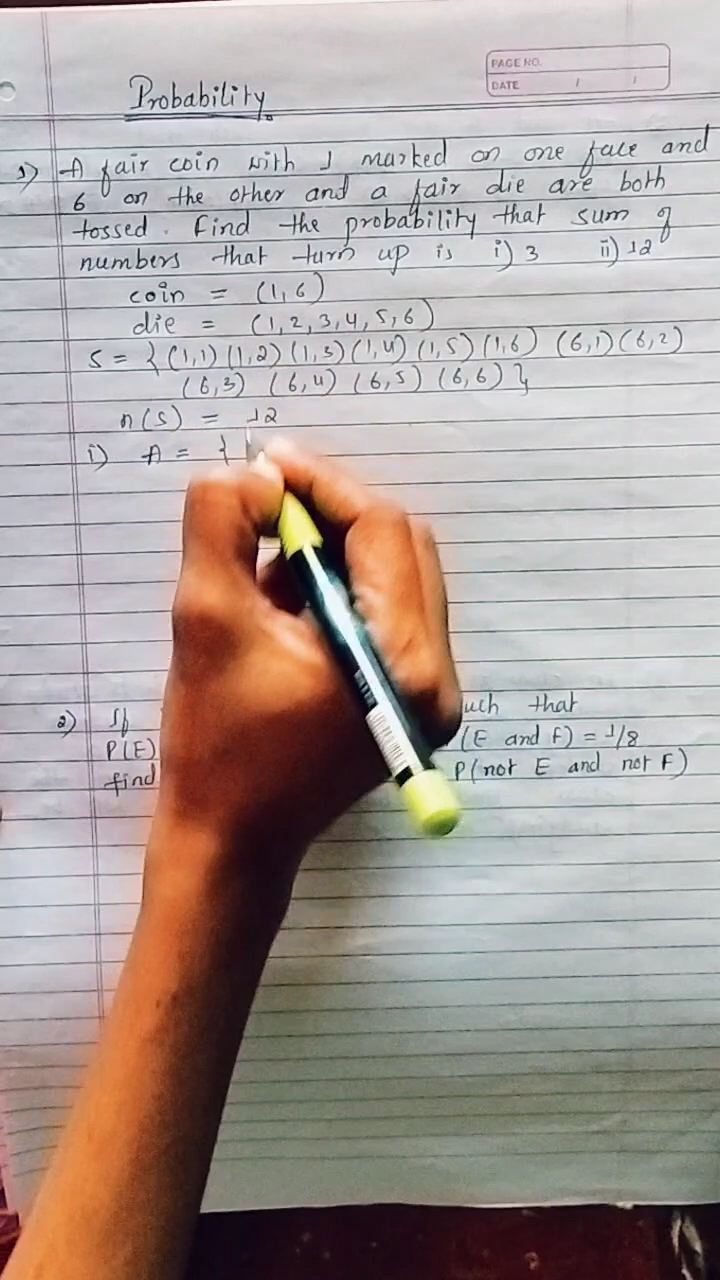 PAGE NO.
DATE / /
Probability
1) A fair coin with 1 marked on one face and
6 on the other and a fair die are both
tossed. Find the probability that sum of
numbers that turn up is i) 3 ii) 12
coin = (1,6)
die = (1,2,3,4,5,6)
S = { (1,1) (1,2) (1,3) (1,4) (1,5) (1,6) (6,1) (6,2)
(6,3) (6,4) (6,5) (6,6) }
n(S) = 12
i) A = {
2) If uch that
P(E) (E and F) = 1/8
find P(not E and not F)